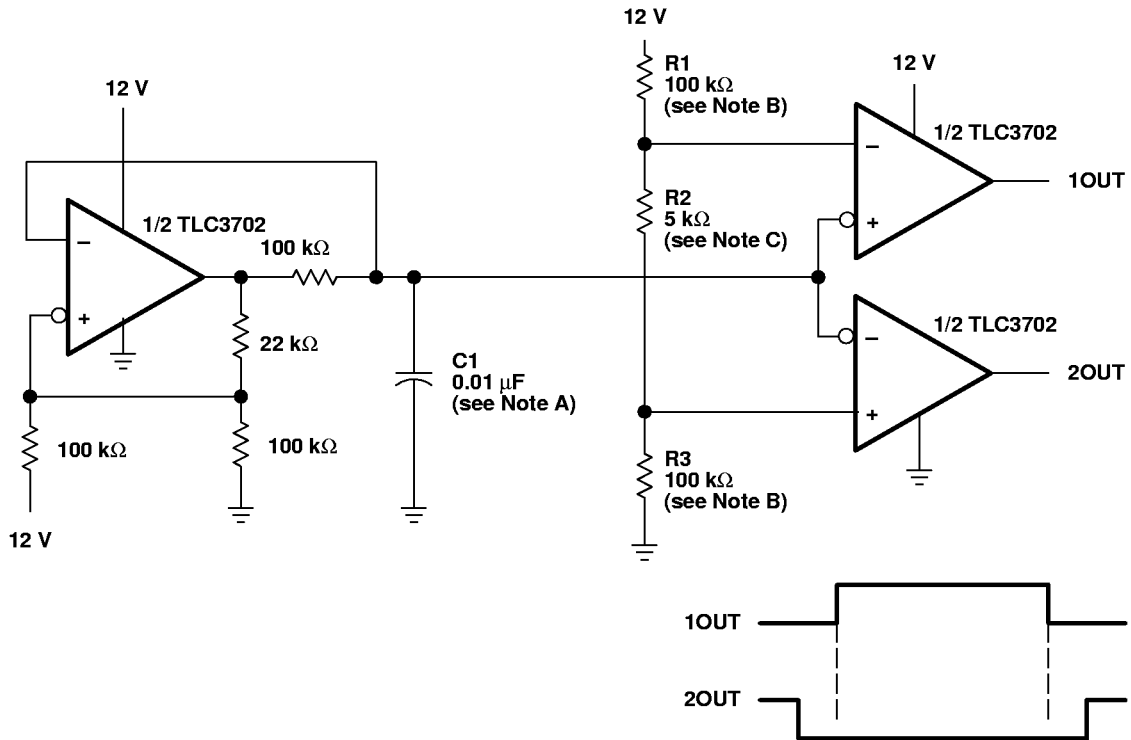 12 V
1/2 TLC3702
−
+
100 kΩ
22 kΩ
100 kΩ
100 kΩ
12 V
C1
0.01 μF
(see Note A)
12 V
R1
100 kΩ
(see Note B)
R2
5 kΩ
(see Note C)
R3
100 kΩ
(see Note B)
12 V
1/2 TLC3702
−
+
1OUT
1/2 TLC3702
−
+
2OUT
1OUT
2OUT